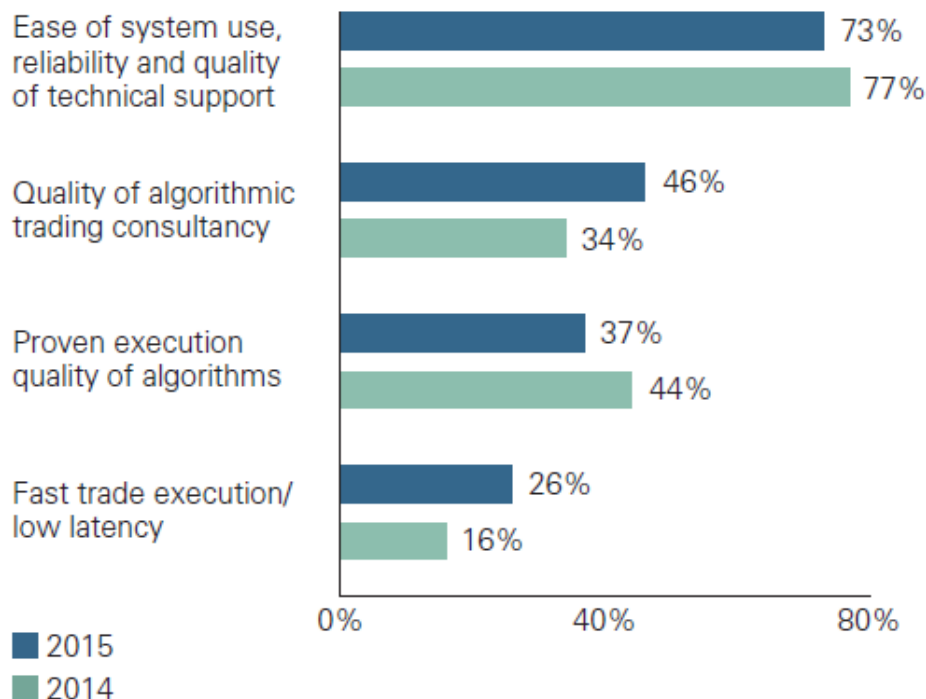 Ease of system use,
reliability and quality
of technical support
73%
77%
Quality of algorithmic
trading consultancy
46%
34%
Proven execution
quality of algorithms
37%
44%
Fast trade execution/
low latency
26%
16%
0% 40% 80%
2015
2014